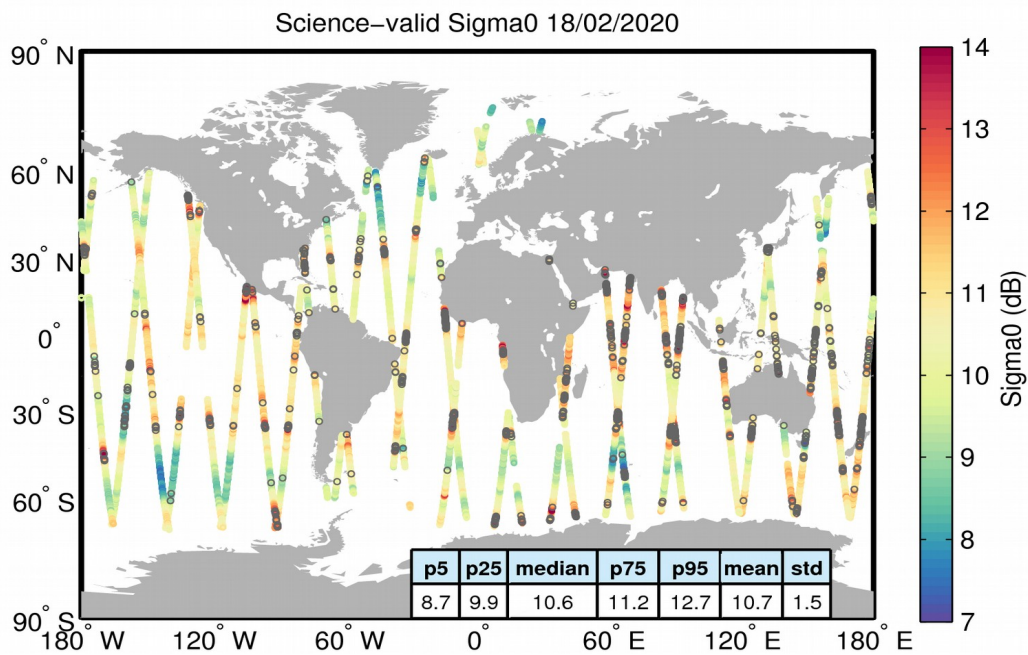 Science−valid Sigma0 18/02/2020
90° N
60° N
30° N
0°
30° S
60° S
90° S
180° W
120° W
60° W
0°
60° E
120° E
180° E
14
13
12
11
10
9
8
7
Sigma0 (dB)
p5 p25 median p75 p95 mean std
8.7 9.9 10.6 11.2 12.7 10.7 1.5